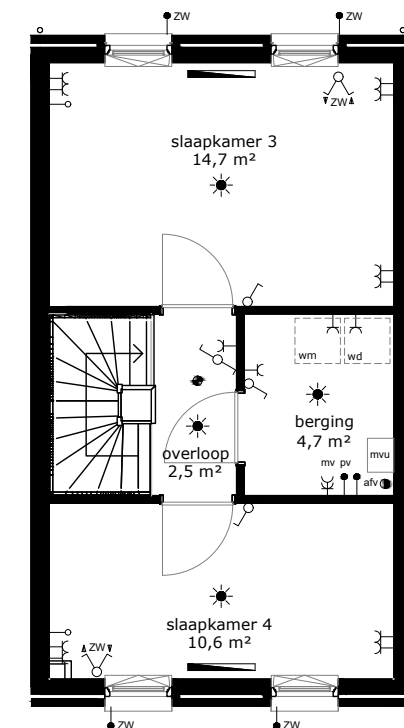 ZW
ZW
ZW
slaapkamer 3
14,7 m²
wm
wd
berging
4,7 m²
overloop
2,5 m²
mvu
mv
pv
afv
slaapkamer 4
10,6 m²
ZW
ZW
ZW